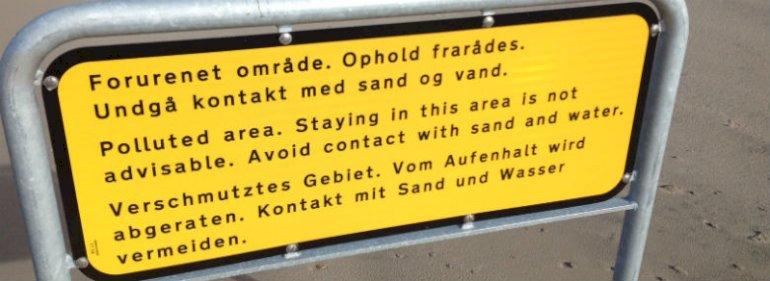 Forurenet område. Ophold frarådes.
Undgå kontakt med sand og vand.
Polluted area. Staying in this area is not
advisable. Avoid contact with sand and water.
Verschmutztes Gebiet. Vom Aufenhalt wird
abgeraten. Kontakt mit Sand und Wasser
vermeiden.